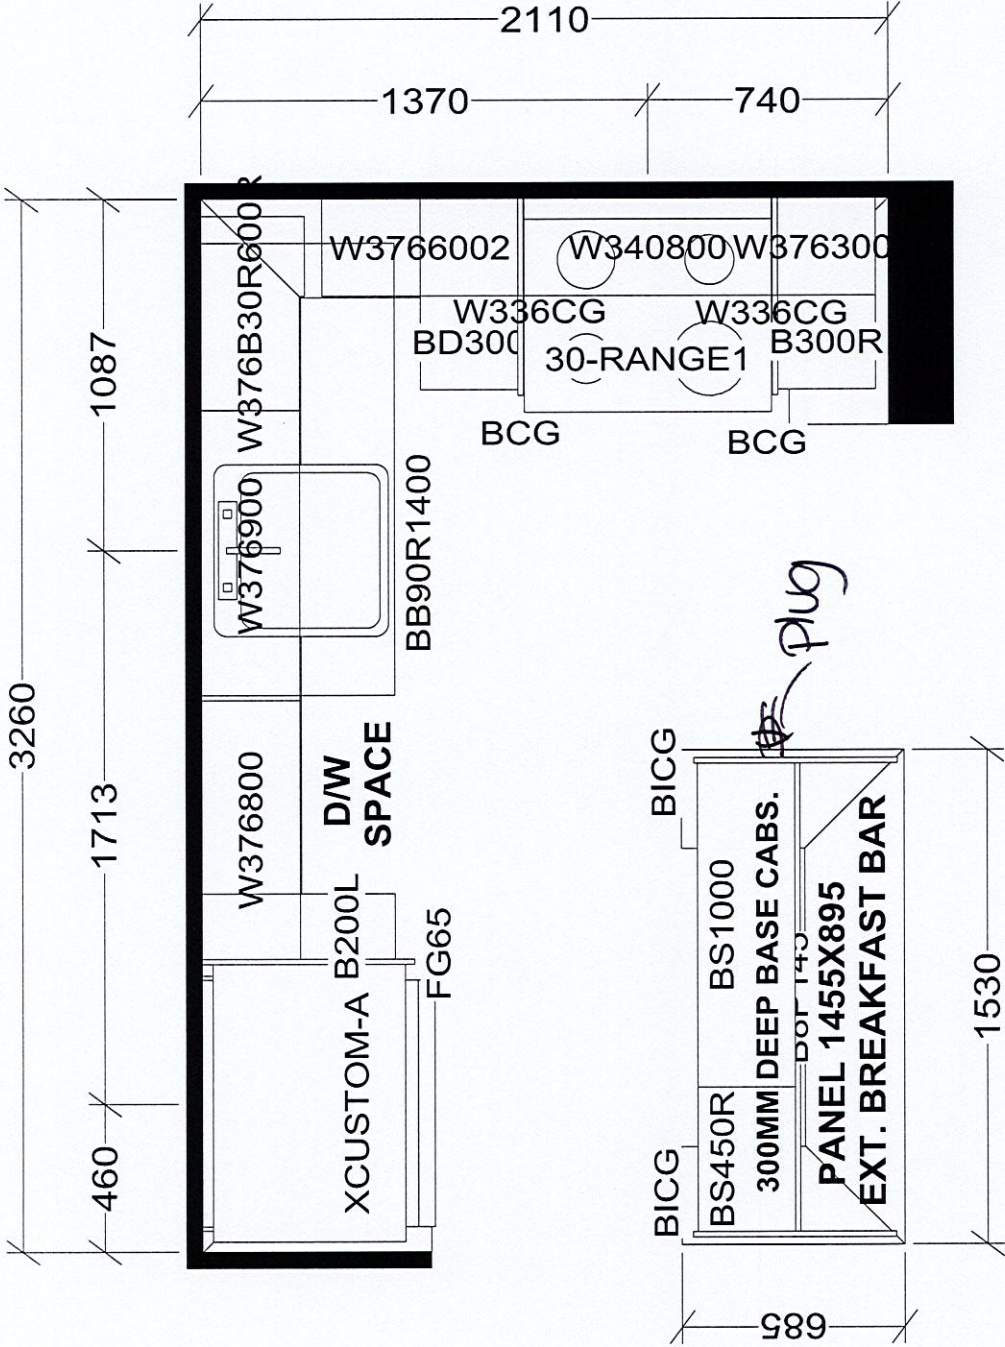 2110
1370
740
3260
1087
1713
460
W376B30R600R
W3766002
W340800
W376300
W336CG
W336CG
BD300
30-RANGE1
B300R
BCG
BCG
W376900
BB90R1400
Plug
W376800
D/W
SPACE
B200L
FG65
XCUSTOM-A
BICG
BICG
BS1000
BS450R
300MM DEEP BASE CABS.
PANEL 1455X895
EXT. BREAKFAST BAR
1530
685